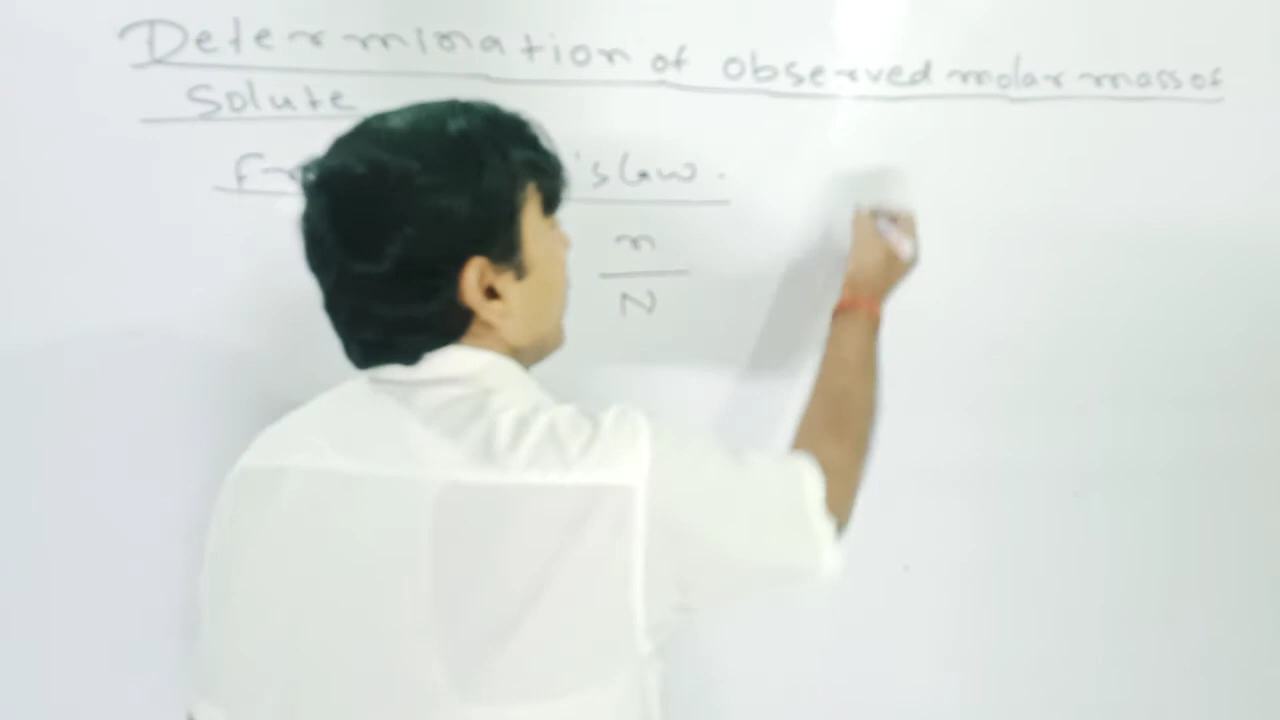 Determination of observed molar mass of
Solute
's law.
n
N